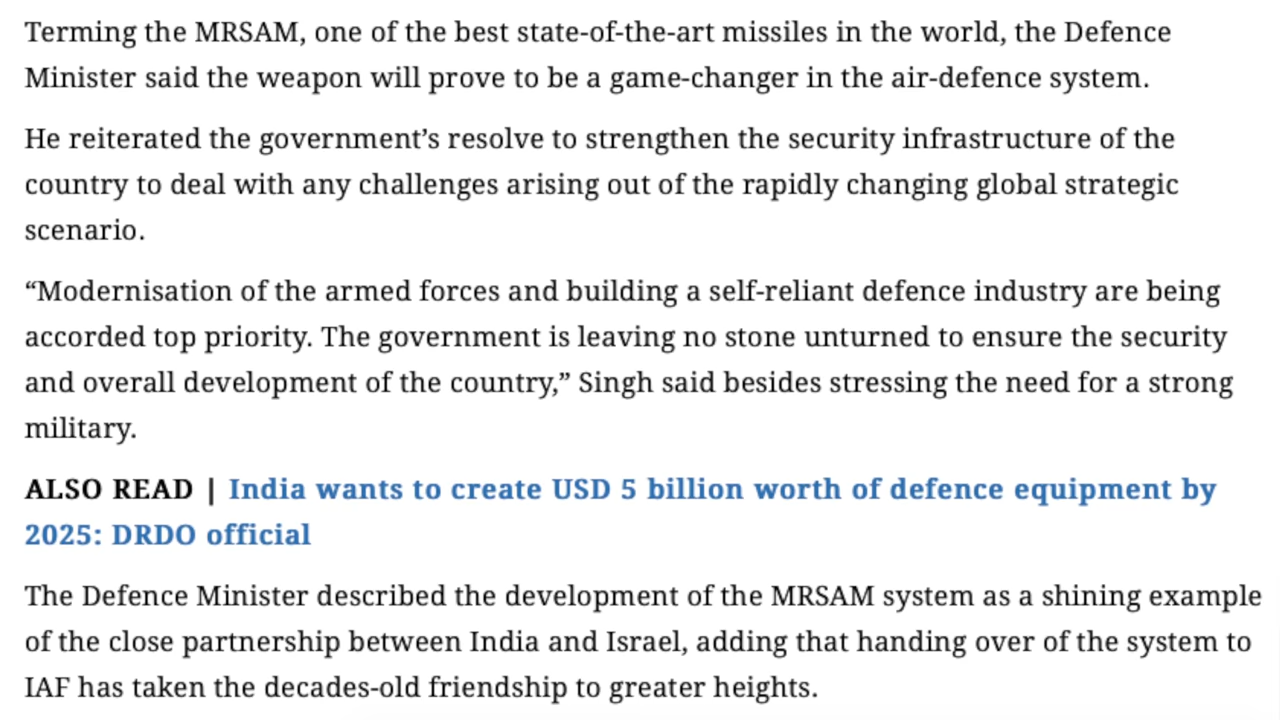 Terming the MRSAM, one of the best state-of-the-art missiles in the world, the Defence
Minister said the weapon will prove to be a game-changer in the air-defence system.
He reiterated the government’s resolve to strengthen the security infrastructure of the
country to deal with any challenges arising out of the rapidly changing global strategic
scenario.
“Modernisation of the armed forces and building a self-reliant defence industry are being
accorded top priority. The government is leaving no stone unturned to ensure the security
and overall development of the country,” Singh said besides stressing the need for a strong
military.
ALSO READ | India wants to create USD 5 billion worth of defence equipment by
2025: DRDO official
The Defence Minister described the development of the MRSAM system as a shining example
of the close partnership between India and Israel, adding that handing over of the system to
IAF has taken the decades-old friendship to greater heights.